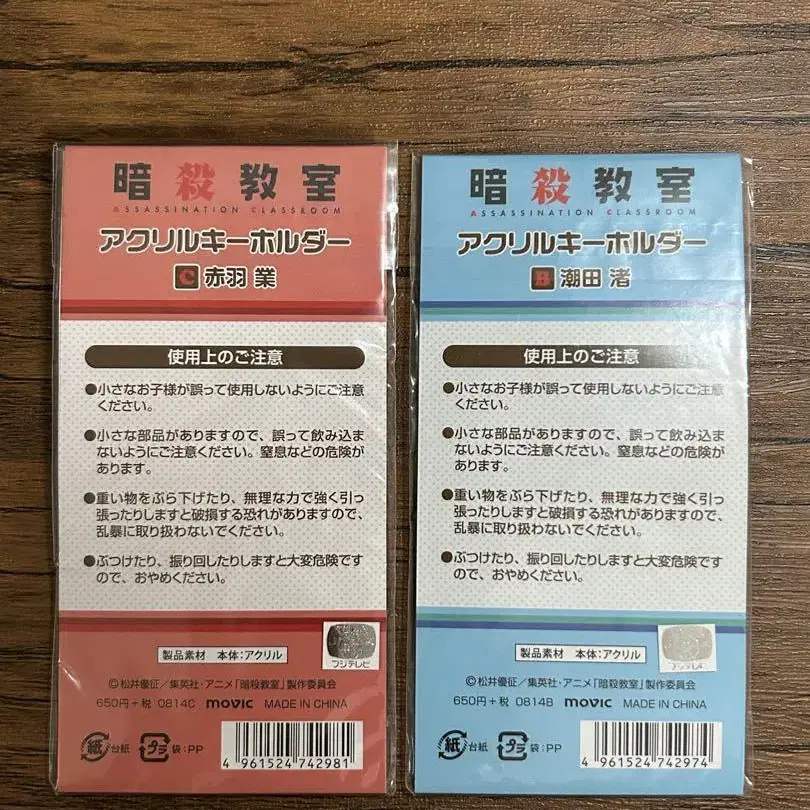 暗殺教室
ASSASSINATION CLASSROOM
アクリルキーホルダー
C 赤羽 業
使用上のご注意
●小さなお子様が誤って使用しないようにご注意
ください。
●小さな部品がありますので、誤って飲み込ま
ないようにご注意ください。窒息などの危険が
あります。
●重い物をぶら下げたり、無理な力で強く引っ
張ったりしますと破損する恐れがありますので、
乱暴に取り扱わないでください。
●ぶつけたり、振り回したりしますと大変危険です
ので、おやめください。
製品素材 本体:アクリル
フジテレビ
©松井優征/集英社・アニメ「暗殺教室」製作委員会
650円+税 0814C movic MADE IN CHINA
紙 台紙 プラ 袋:PP
4 961524 742981
暗殺教室
ASSASSINATION CLASSROOM
アクリルキーホルダー
B 潮田 渚
使用上のご注意
●小さなお子様が誤って使用しないようにご注意
ください。
●小さな部品がありますので、誤って飲み込ま
ないようにご注意ください。窒息などの危険が
あります。
●重い物をぶら下げたり、無理な力で強く引っ
張ったりしますと破損する恐れがありますので、
乱暴に取り扱わないでください。
●ぶつけたり、振り回したりしますと大変危険です
ので、おやめください。
製品素材 本体:アクリル
フジテレビ
©松井優征/集英社・アニメ「暗殺教室」製作委員会
650円+税 0814B movic MADE IN CHINA
紙 台紙 プラ 袋:PP
4 961524 742974